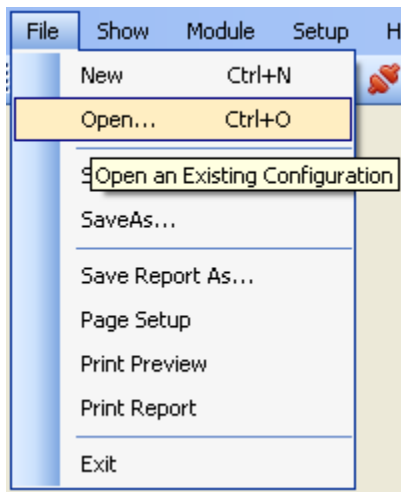 File Show Module Setup H
New Ctrl+N
Open... Ctrl+O
S
Open an Existing Configuration
SaveAs...
Save Report As...
Page Setup
Print Preview
Print Report
Exit